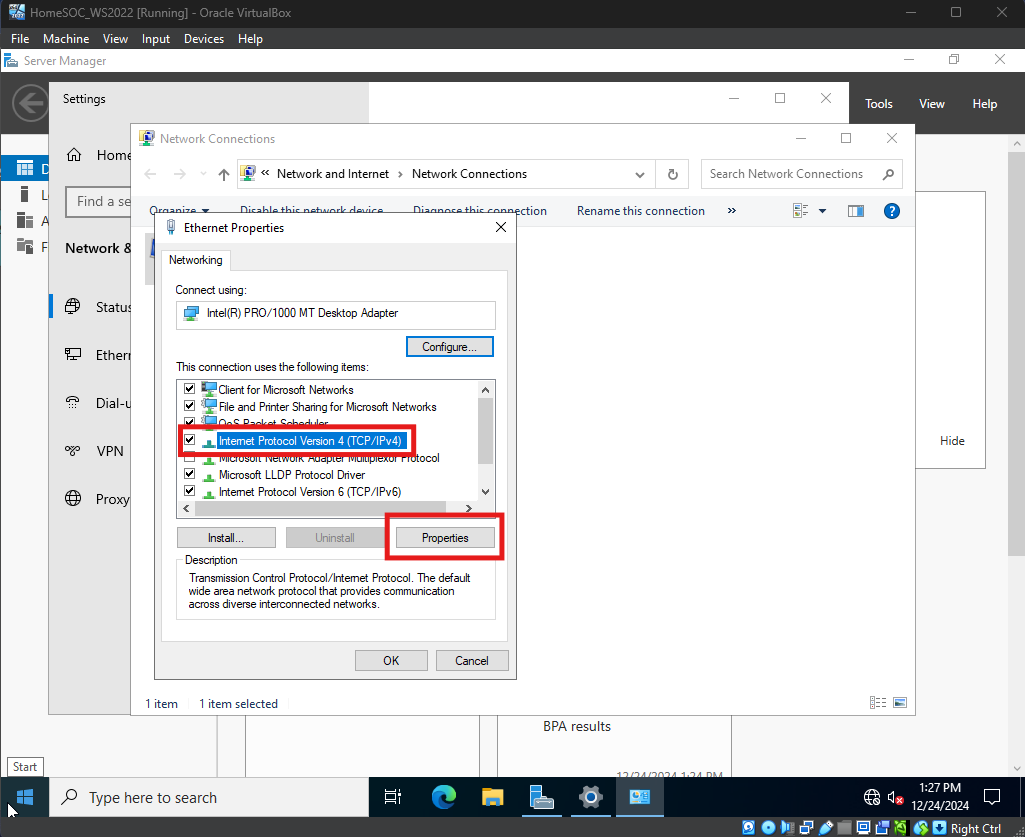 HomeSOC_WS2022 [Running] - Oracle VirtualBox
File Machine View Input Devices Help
Server Manager
Settings
Tools View Help
Network Connections
Home
Network and Internet › Network Connections
Search Network Connections
Find a se
Organize Disable this network device Diagnose this connection Rename this connection »
Ethernet Properties
Networking
Network &
Connect using:
Intel(R) PRO/1000 MT Desktop Adapter
Status
Configure...
Ethern
This connection uses the following items:
Client for Microsoft Networks
File and Printer Sharing for Microsoft Networks
Dial-u
QoS Packet Scheduler
Internet Protocol Version 4 (TCP/IPv4)
Hide
VPN
Microsoft Network Adapter Multiplexor Protocol
Microsoft LLDP Protocol Driver
Internet Protocol Version 6 (TCP/IPv6)
Proxy
Install... Uninstall Properties
Description
Transmission Control Protocol/Internet Protocol. The default
wide area network protocol that provides communication
across diverse interconnected networks.
OK Cancel
1 item 1 item selected
BPA results
12/24/2024 1:24 PM
Start
Type here to search
1:27 PM
12/24/2024
Right Ctrl